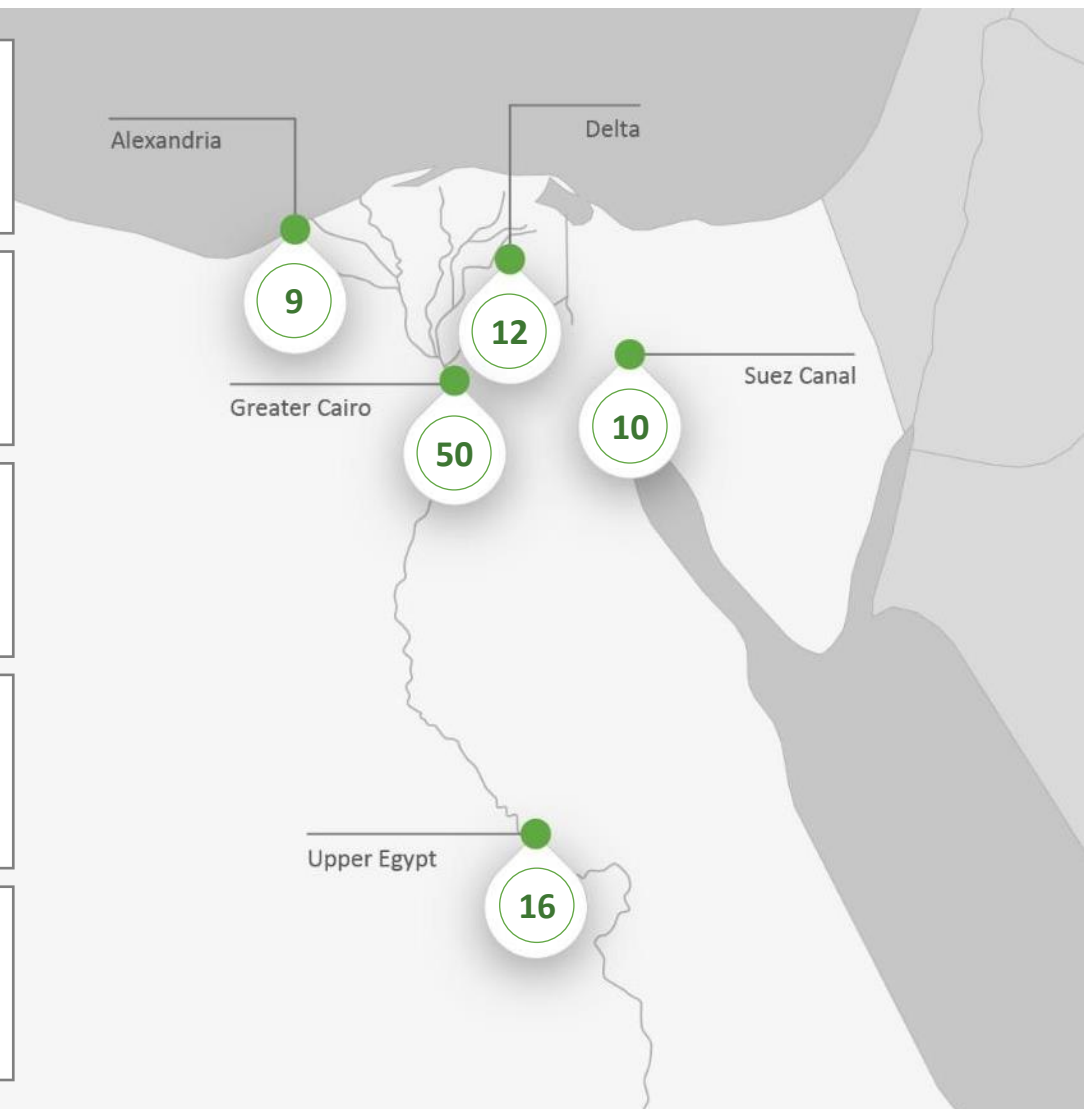 Alexandria
Delta
9
12
Suez Canal
Greater Cairo
10
50
Upper Egypt
16